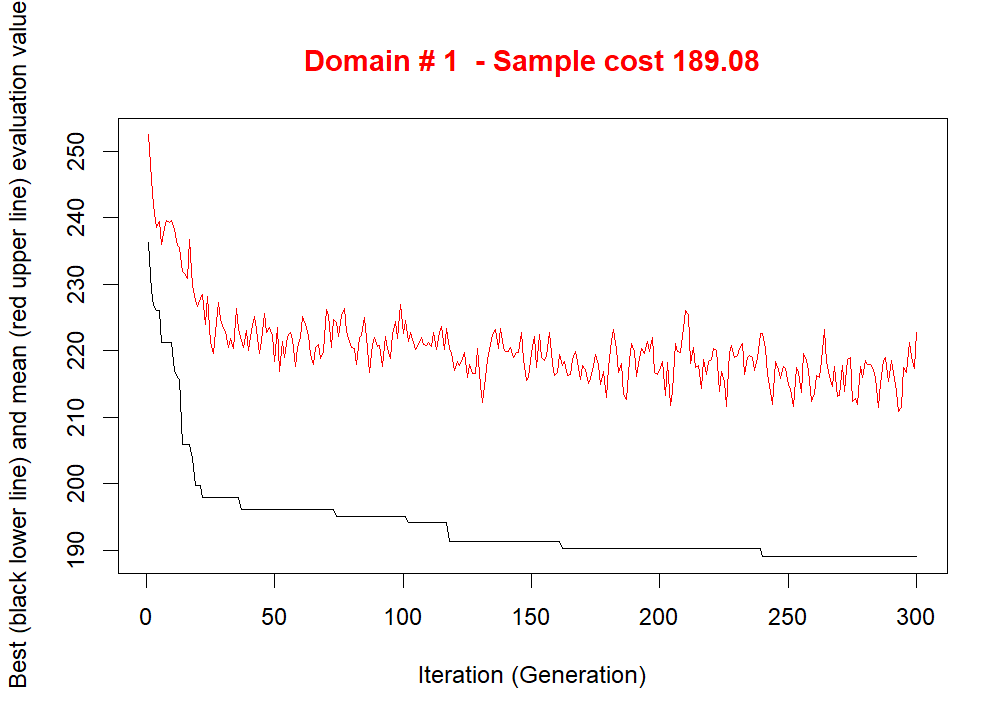 Domain # 1  - Sample cost 189.08
Best (black lower line) and mean (red upper line) evaluation value
250
240
230
220
210
200
190
0 50 100 150 200 250 300
Iteration (Generation)